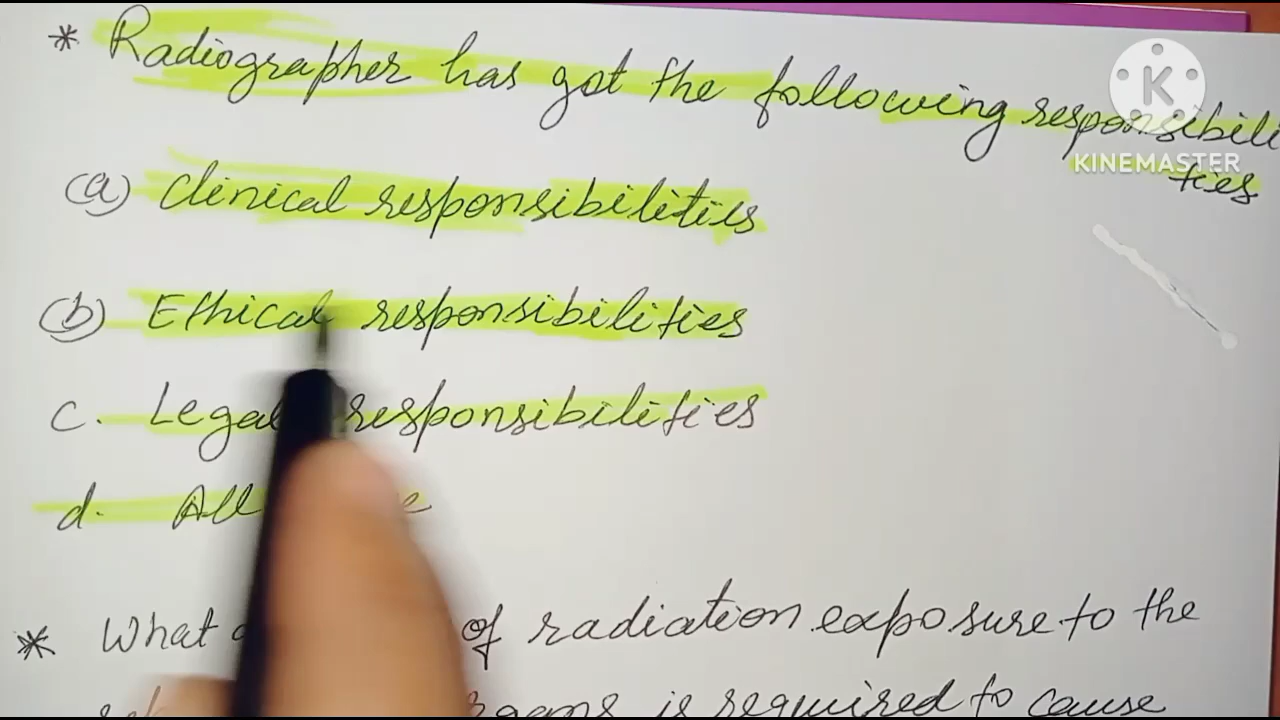 * Radiographer has got the following responsibili
K
KINEMASTER
ties
(a) Clinical responsibilities
(b) Ethical responsibilities
c. Legal responsibilities
d. All
* What of radiation exposure to the
is required to cause